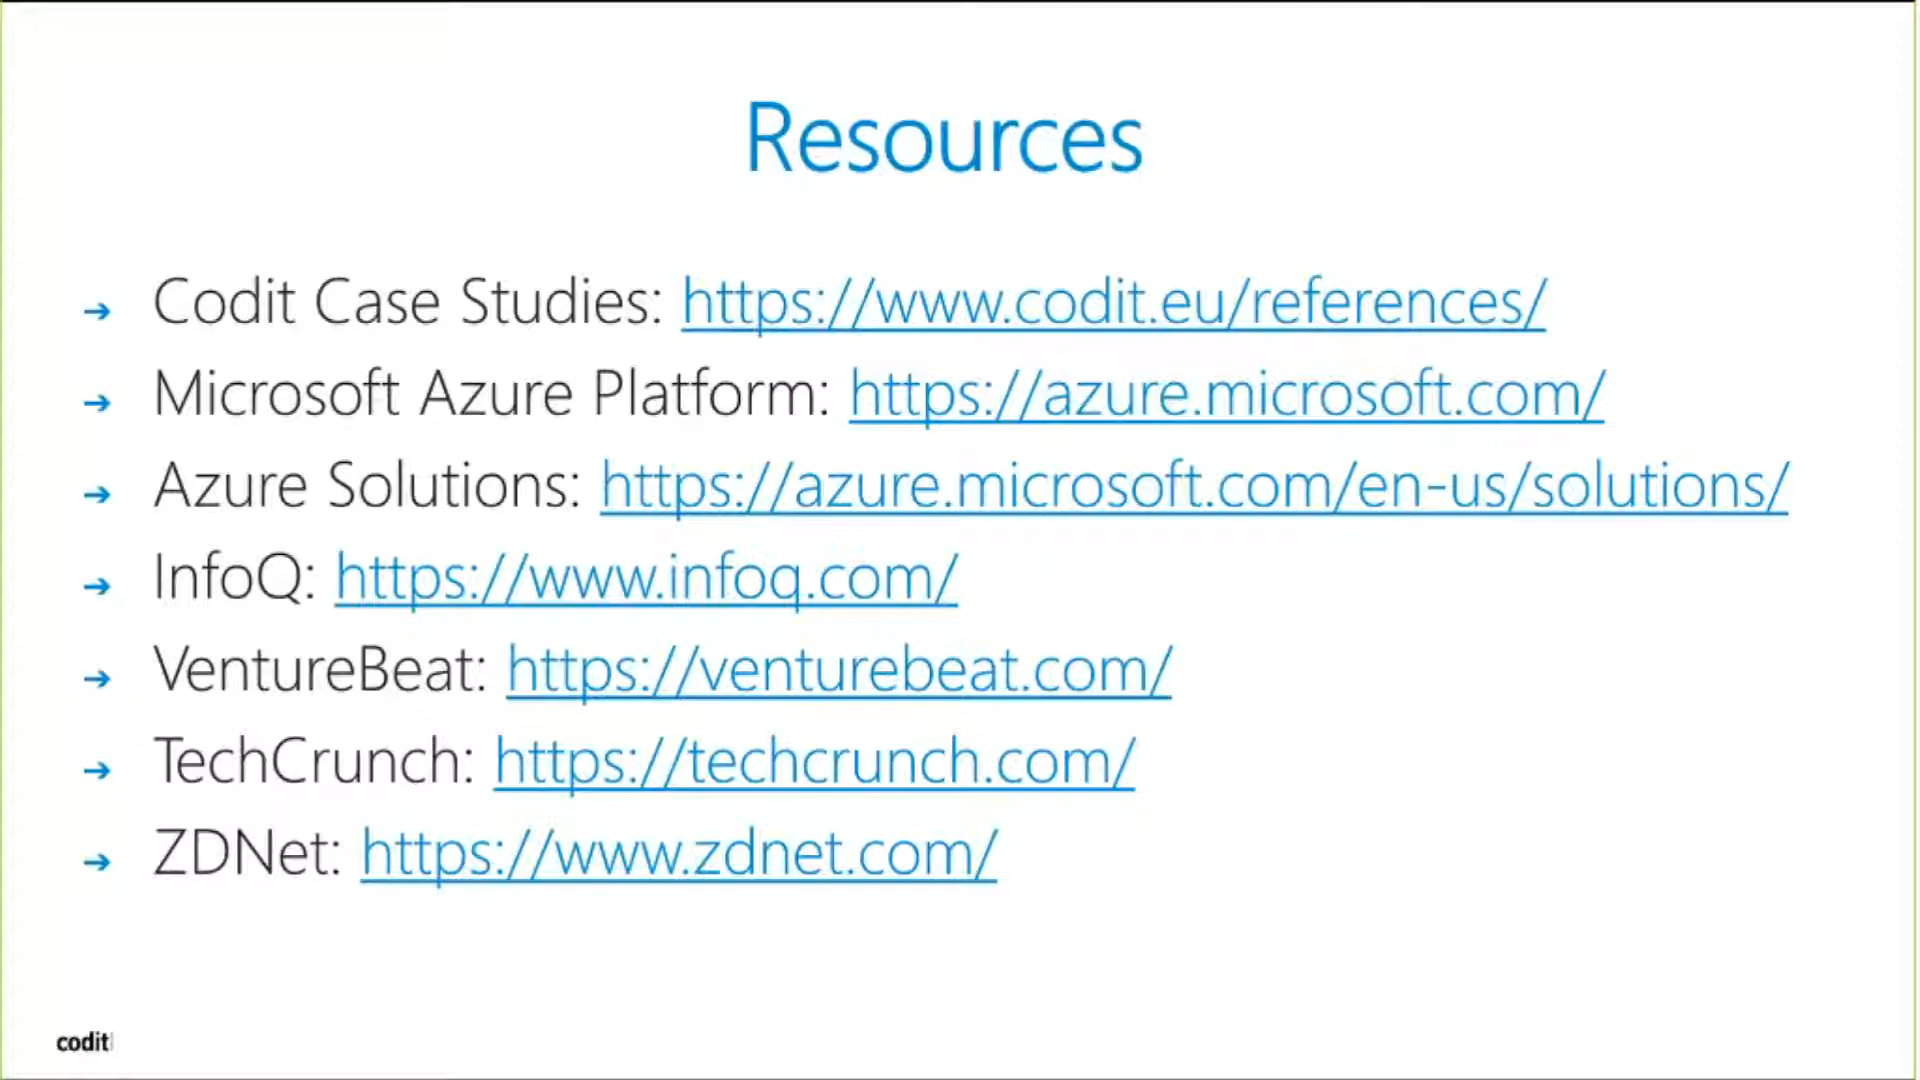 Resources
→ Codit Case Studies: https://www.codit.eu/references/
→ Microsoft Azure Platform: https://azure.microsoft.com/
→ Azure Solutions: https://azure.microsoft.com/en-us/solutions/
→ InfoQ: https://www.infoq.com/
→ VentureBeat: https://venturebeat.com/
→ TechCrunch: https://techcrunch.com/
→ ZDNet: https://www.zdnet.com/
codit